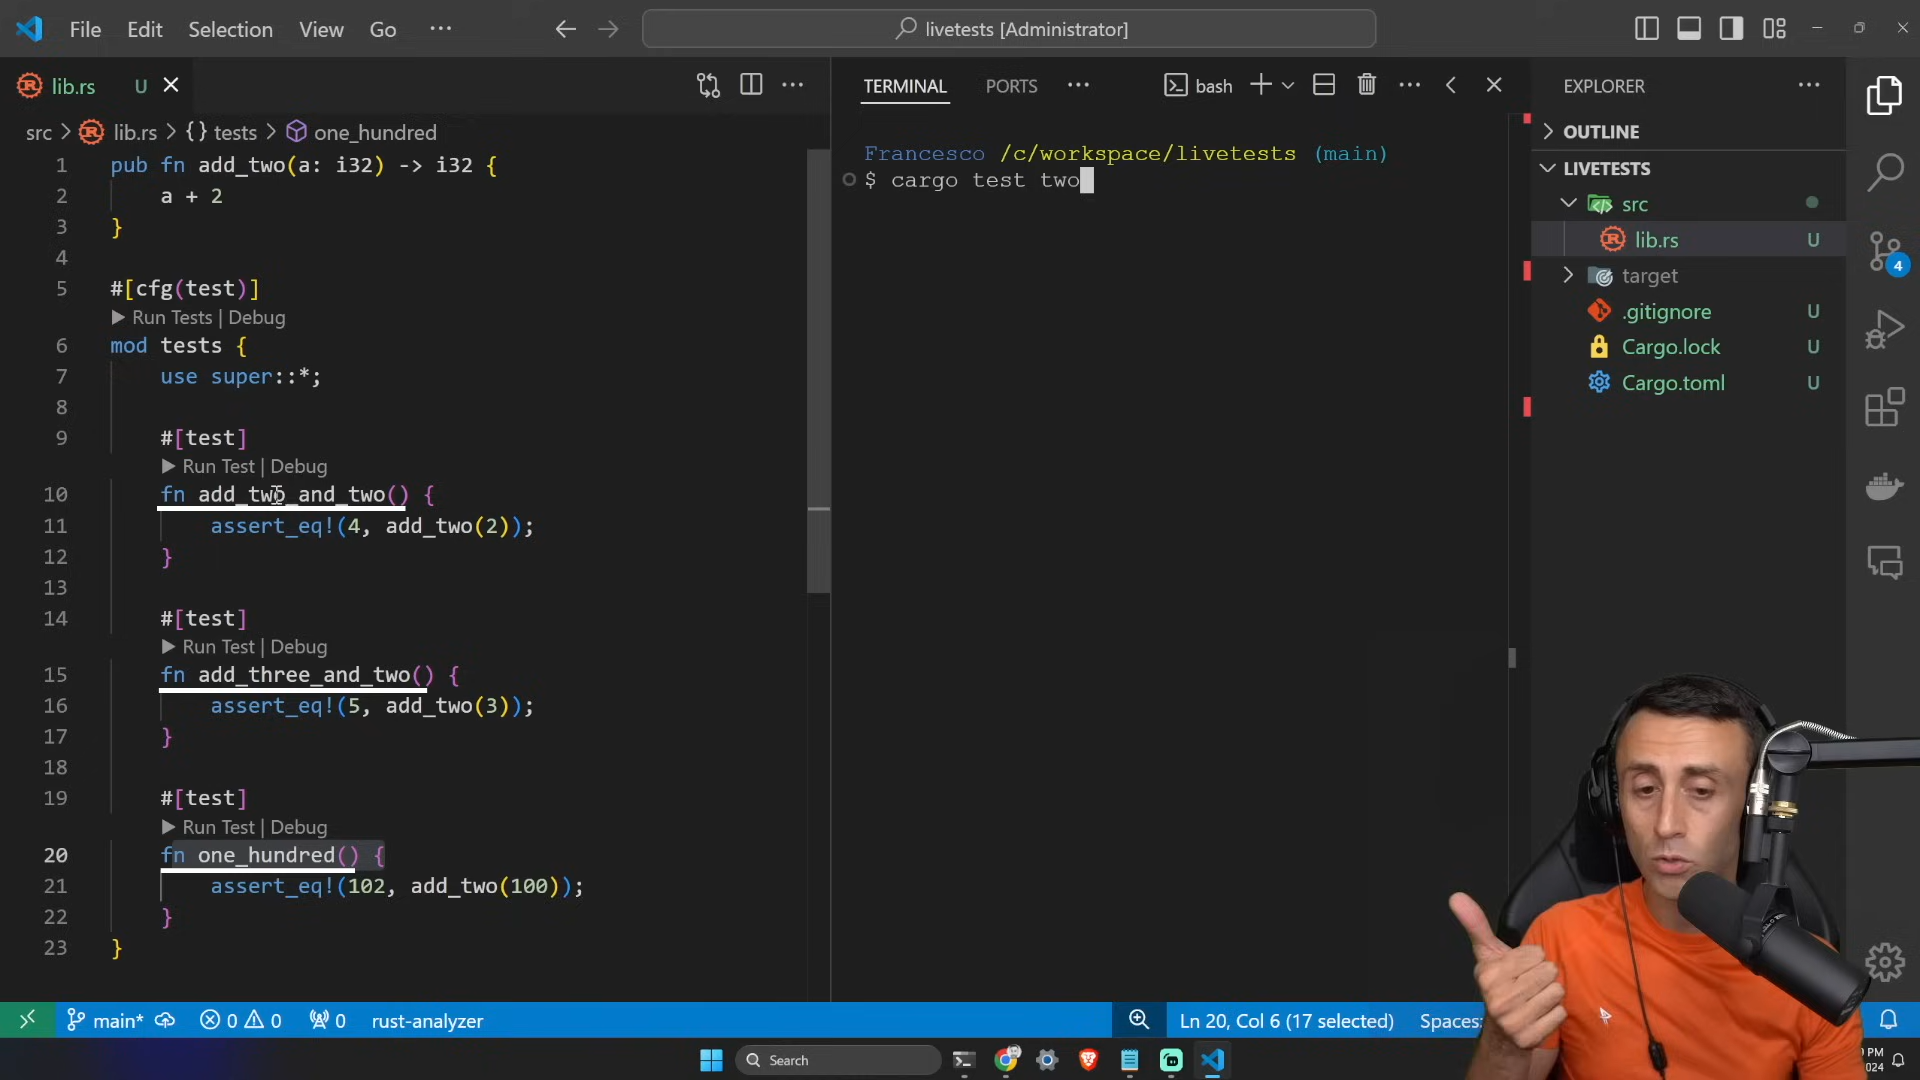 File Edit Selection View Go ··· livetests [Administrator]
lib.rs U
src > lib.rs > {} tests > one_hundred
1 pub fn add_two(a: i32) -> i32 {
2 a + 2
3 }
4
5 #[cfg(test)]
Run Tests | Debug
6 mod tests {
7 use super::*;
8
9 #[test]
Run Test | Debug
10 fn add_two_and_two() {
11 assert_eq!(4, add_two(2));
12 }
13
14 #[test]
Run Test | Debug
15 fn add_three_and_two() {
16 assert_eq!(5, add_two(3));
17 }
18
19 #[test]
Run Test | Debug
20 fn one_hundred() {
21 assert_eq!(102, add_two(100));
22 }
23 }
TERMINAL PORTS ··· bash
Francesco /c/workspace/livetests (main)
$ cargo test two
EXPLORER
OUTLINE
LIVETESTS
src
lib.rs U
target
.gitignore U
Cargo.lock U
Cargo.toml U
4
main* 0 0 0 rust-analyzer Ln 20, Col 6 (17 selected) Spaces:
Search